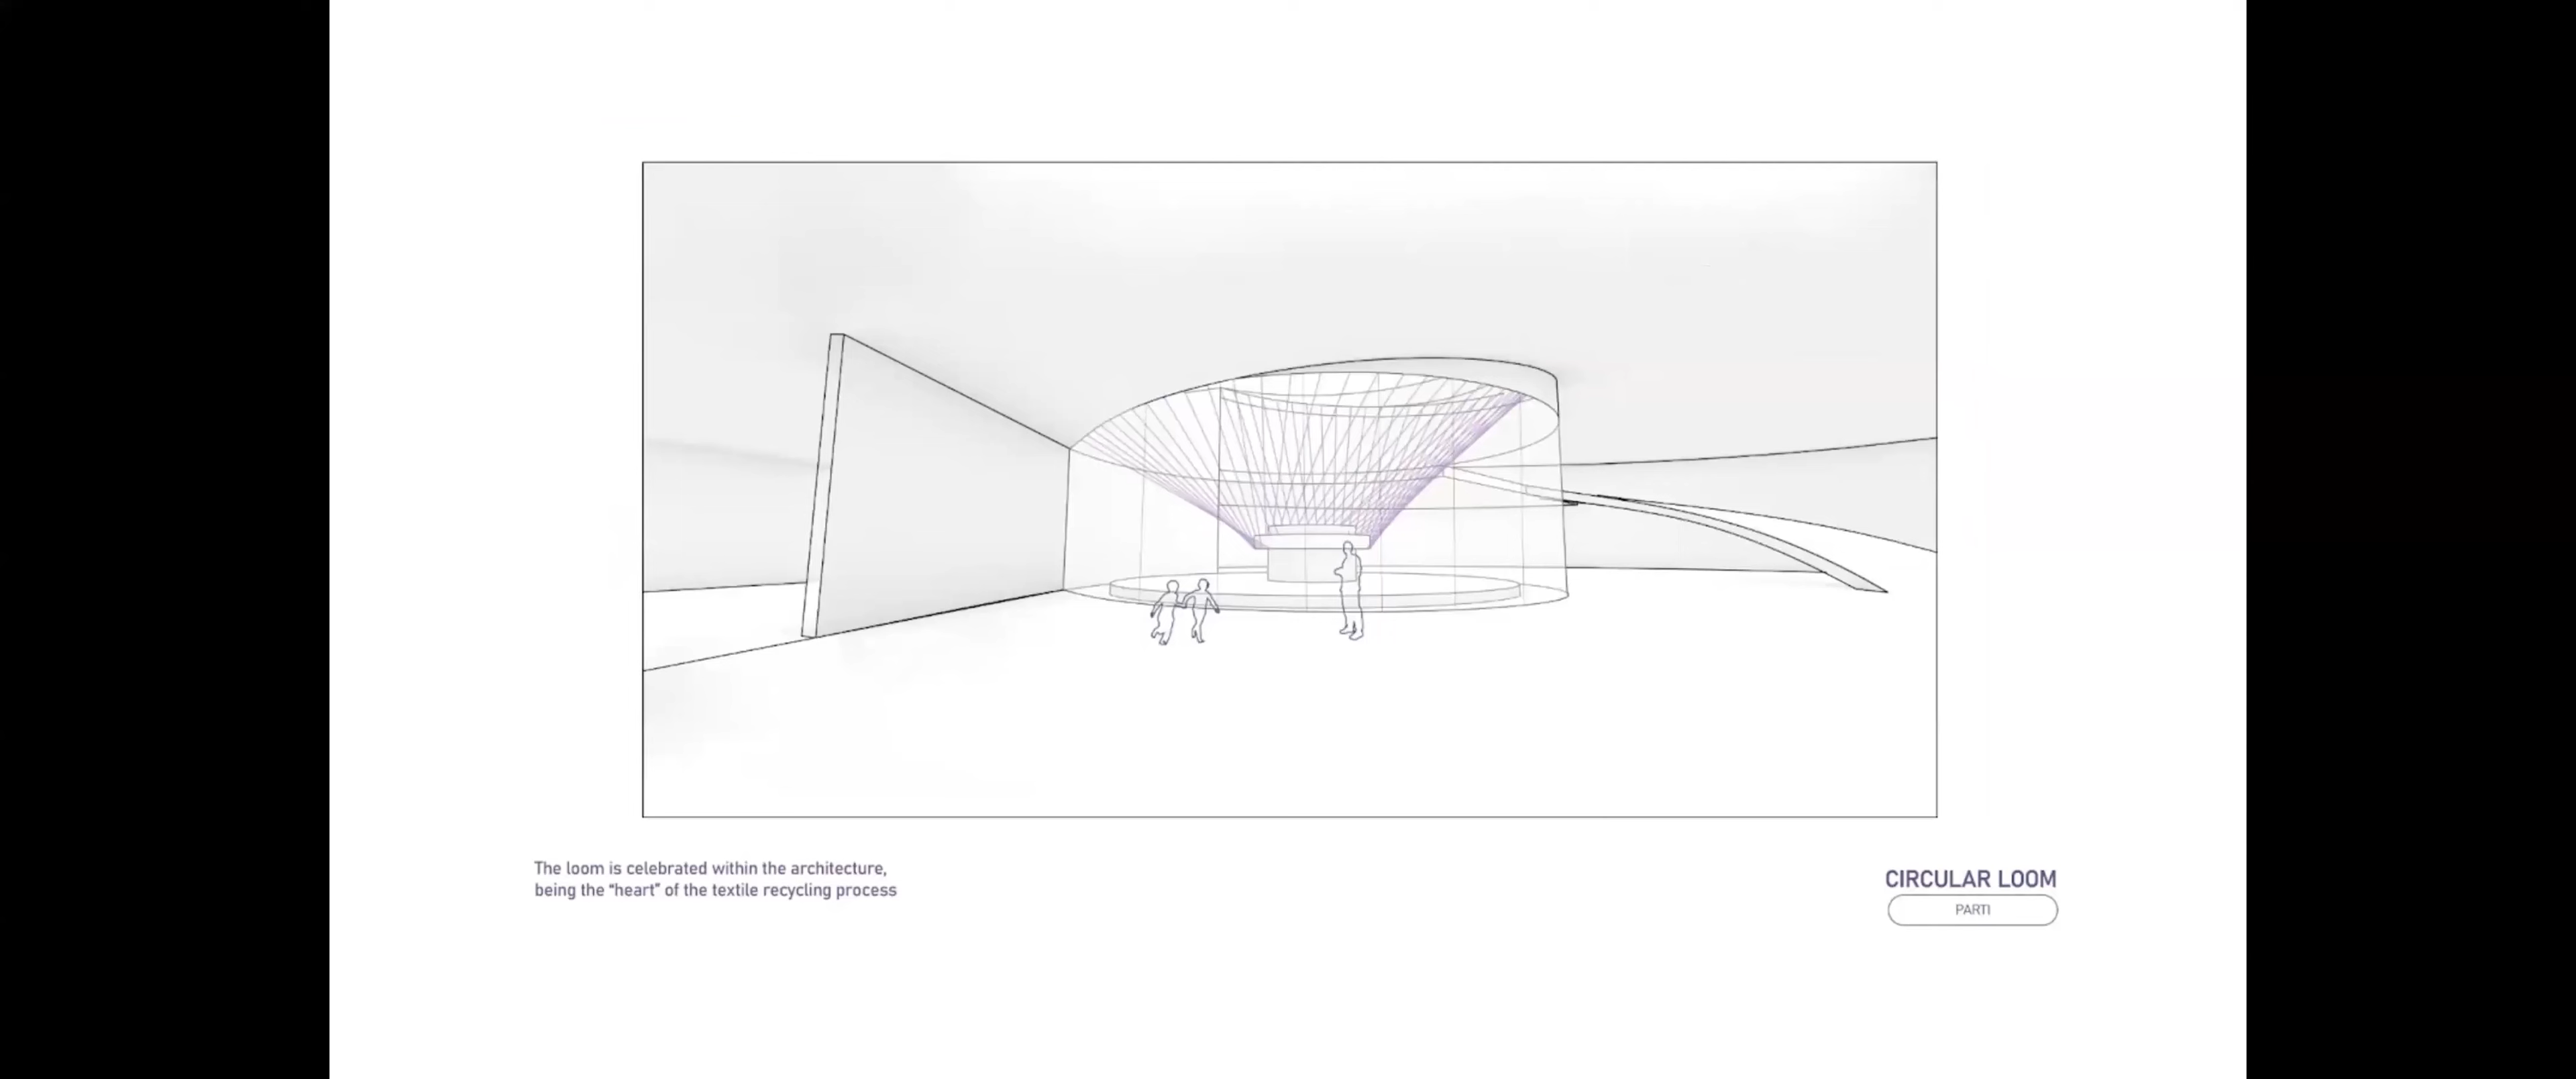 The loom is celebrated within the architecture,
being the “heart” of the textile recycling process
CIRCULAR LOOM
PARTI